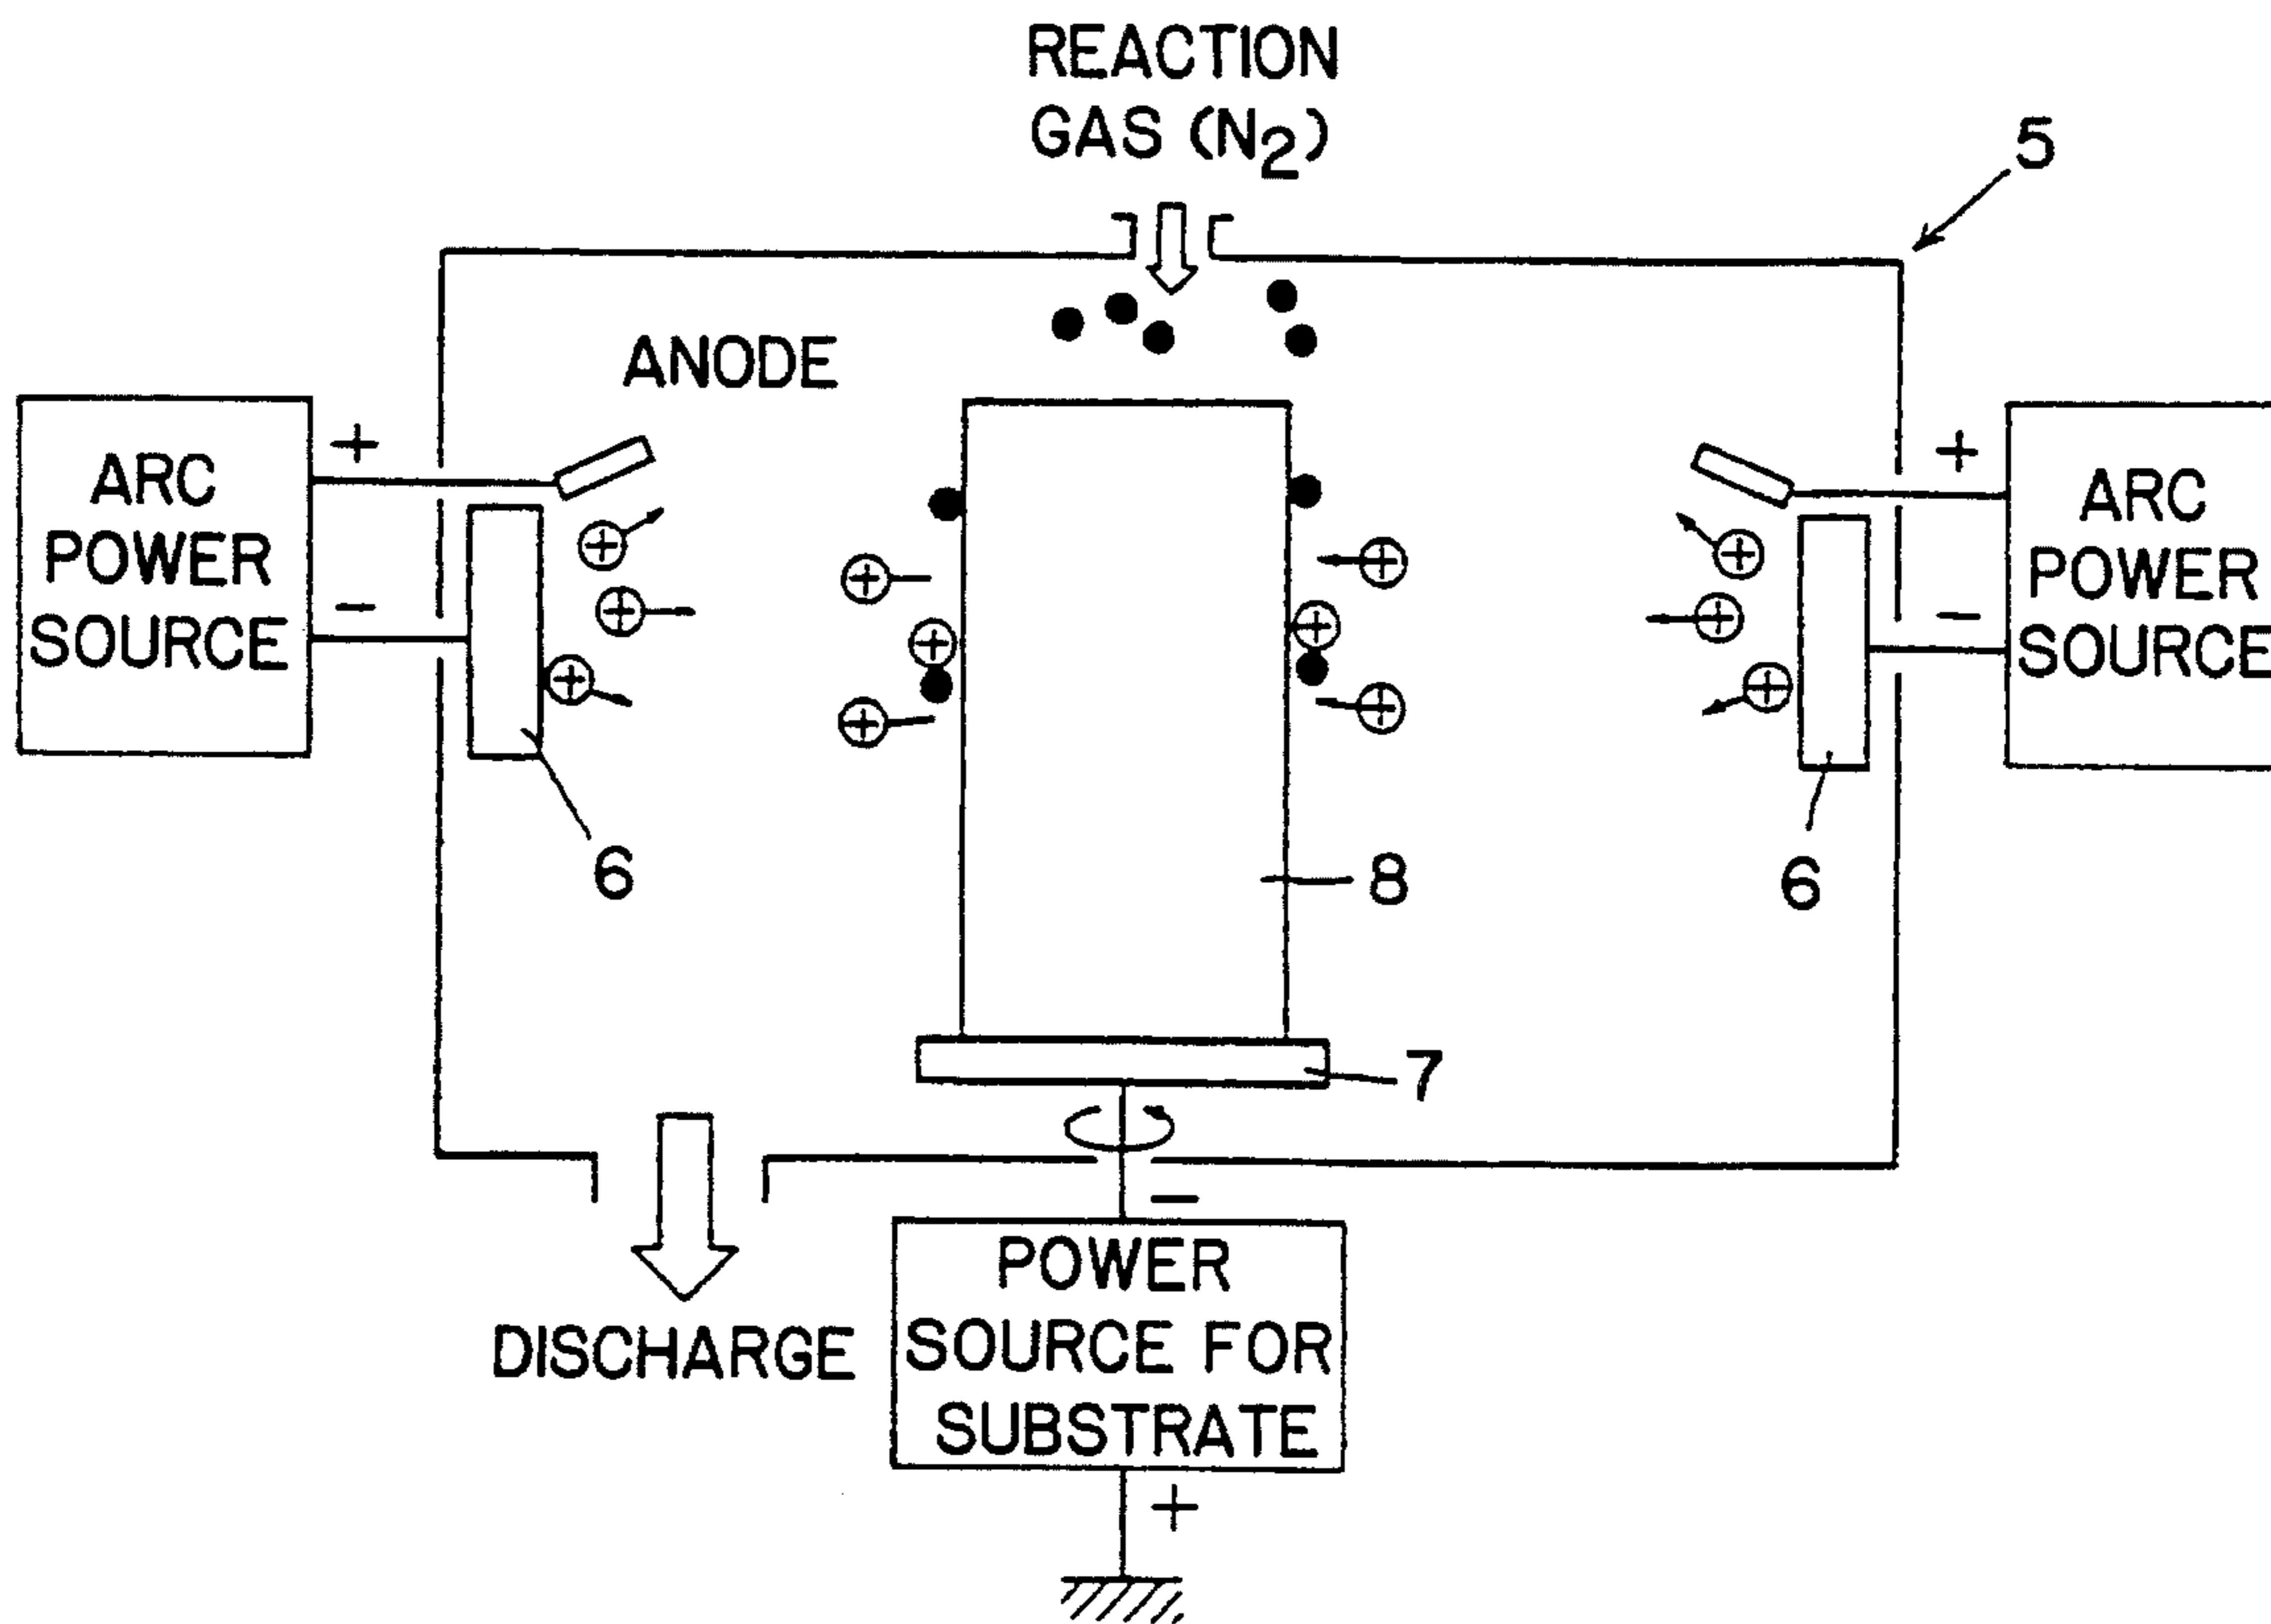 REACTION
GAS (N2)
5
ANODE
+
ARC
POWER
SOURCE
-
+
ARC
POWER
SOURCE
-
6
8
6
7
-
DISCHARGE
POWER
SOURCE FOR
SUBSTRATE
+